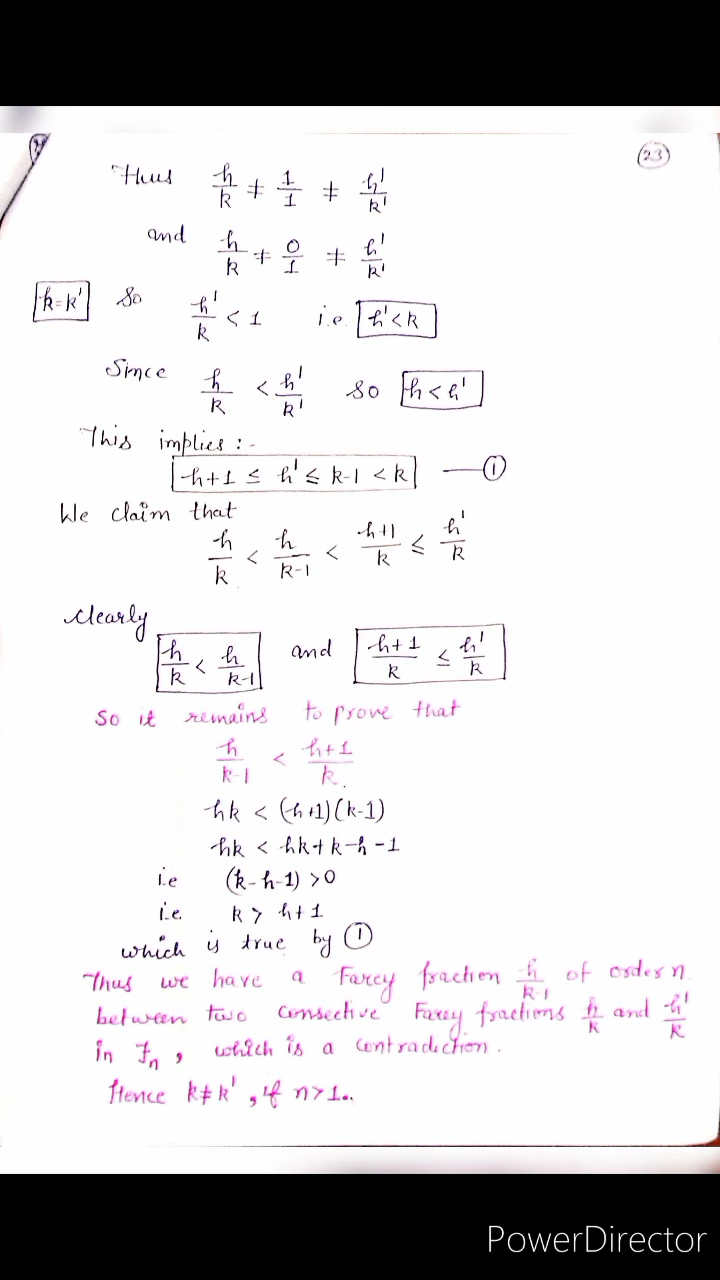 23
Thus h/k ≠ 1/1 ≠ h'/k'
and h/k ≠ 0/1 ≠ h'/k'
k=k' So h'/k < 1 i.e. h'<k
Since h/k < h'/k' so h<h'
This implies :-
h+1 ≤ h' ≤ k-1 < k — ①
We claim that
h/k < h/k-1 < h+1/k ≤ h'/k
Clearly
h/k < h/k-1 and h+1/k ≤ h'/k
So it remains to prove that
h/k-1 < h+1/k.
hk < (h+1)(k-1)
hk < hk+k-h-1
i.e (k-h-1) >0
i.e. k > h+1
which is true by ①
Thus we have a Farey fraction h/k-1 of order n.
between two consective Farey fractions h/k and h'/k
in Fn, which is a contradiction.
Hence k≠k', if n>1..
PowerDirector